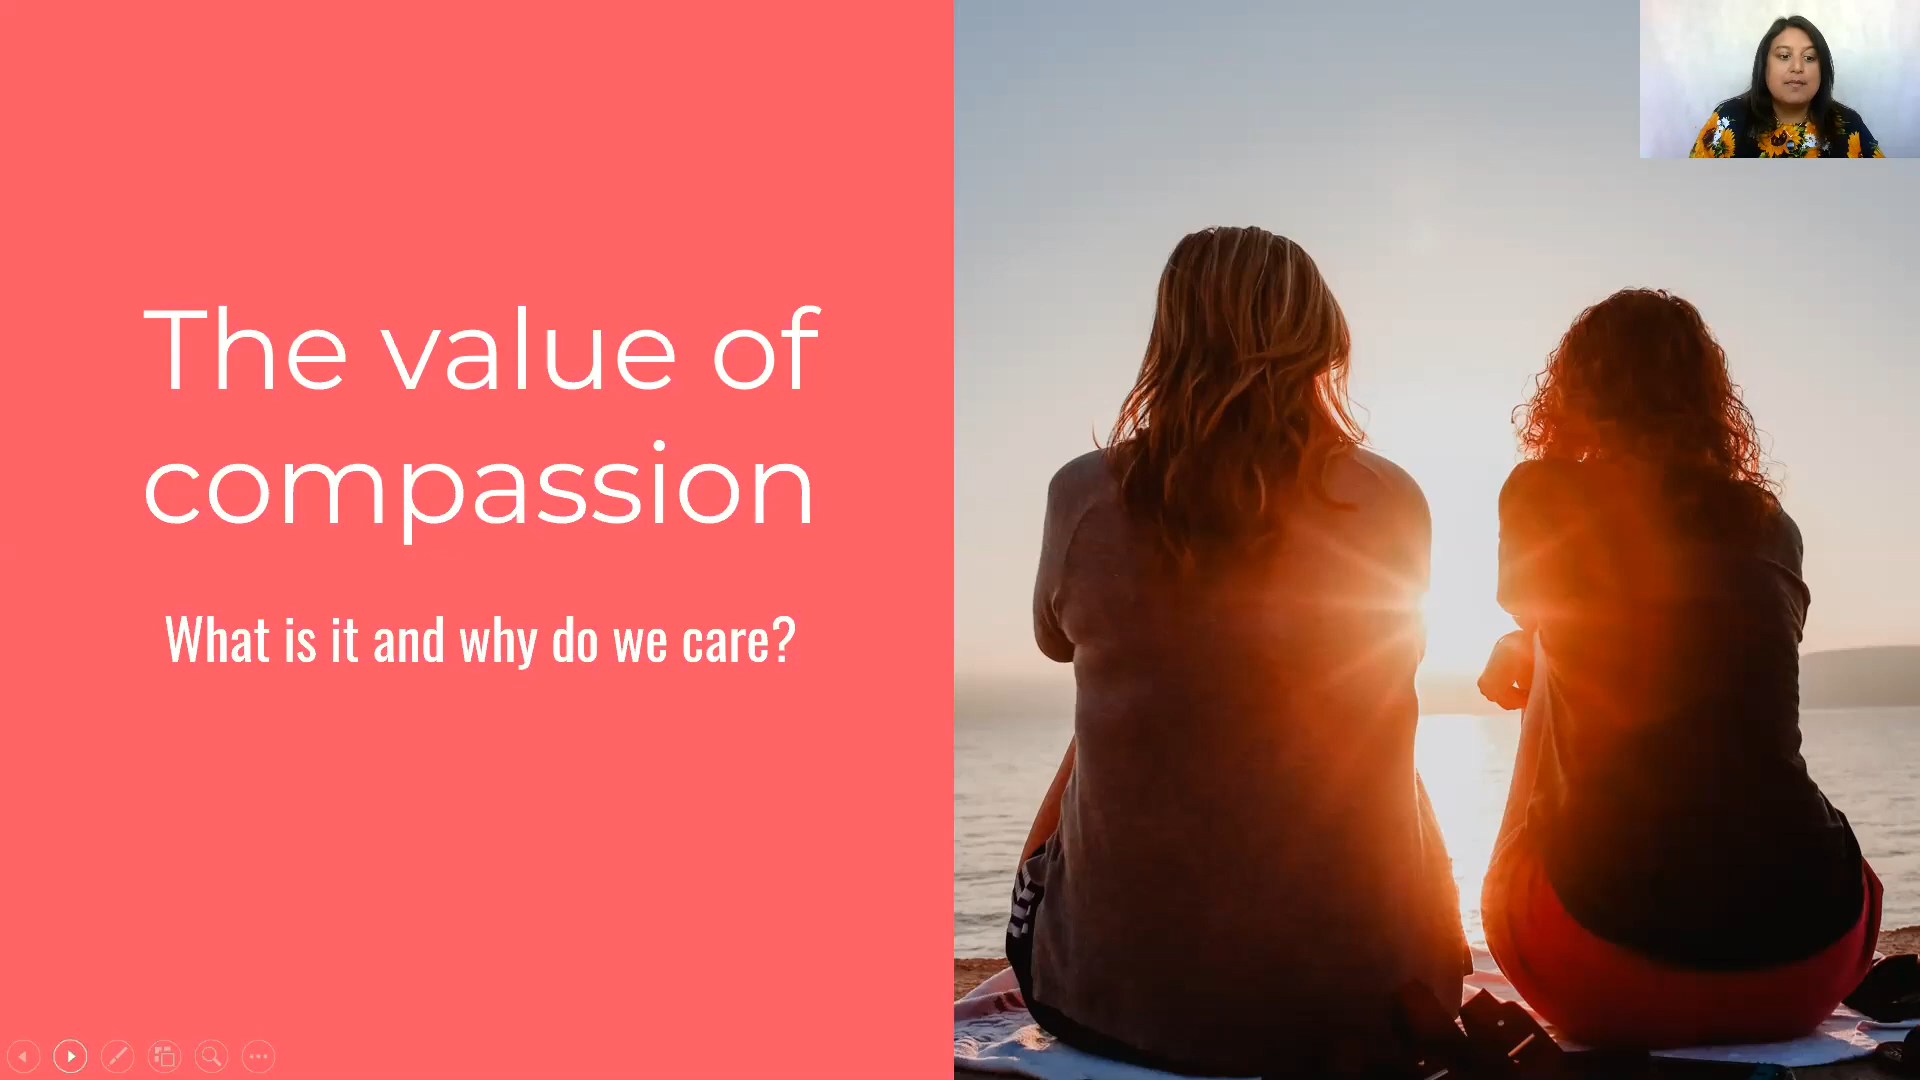 The value of
compassion
What is it and why do we care?